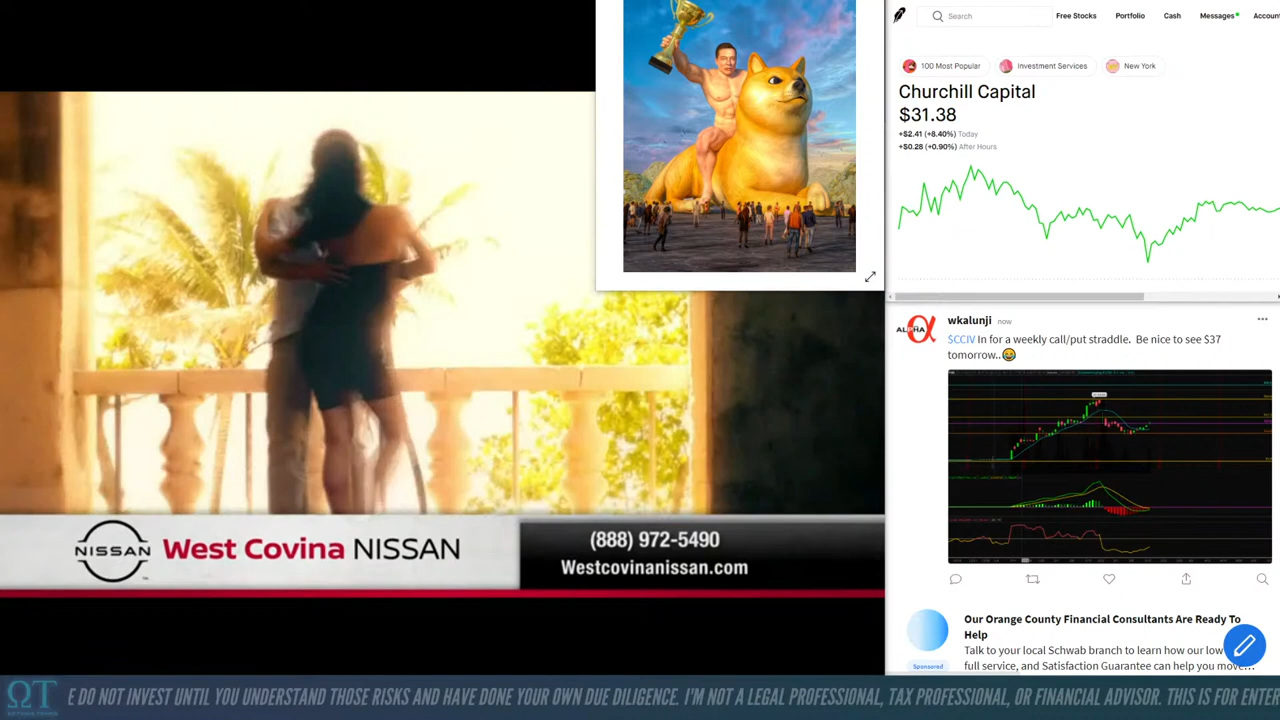 NISSAN
West Covina NISSAN
(888) 972-5490
Westcovinanissan.com
Search
Free Stocks
Portfolio
Cash
Messages
Account
100 Most Popular
Investment Services
New York
Churchill Capital
$31.38
+$2.41 (+8.40%) Today
+$0.28 (+0.90%) After Hours
ALPHA
wkalunji now
$CCIV In for a weekly call/put straddle. Be nice to see $37
tomorrow..
Our Orange County Financial Consultants Are Ready To
Help
Talk to your local Schwab branch to learn how our low
full service, and Satisfaction Guarantee can help you move...
Sponsored
ΩT
E DO NOT INVEST UNTIL YOU UNDERSTAND THOSE RISKS AND HAVE DONE YOUR OWN DUE DILIGENCE. I'M NOT A LEGAL PROFESSIONAL, TAX PROFESSIONAL, OR FINANCIAL ADVISOR. THIS IS FOR ENTER